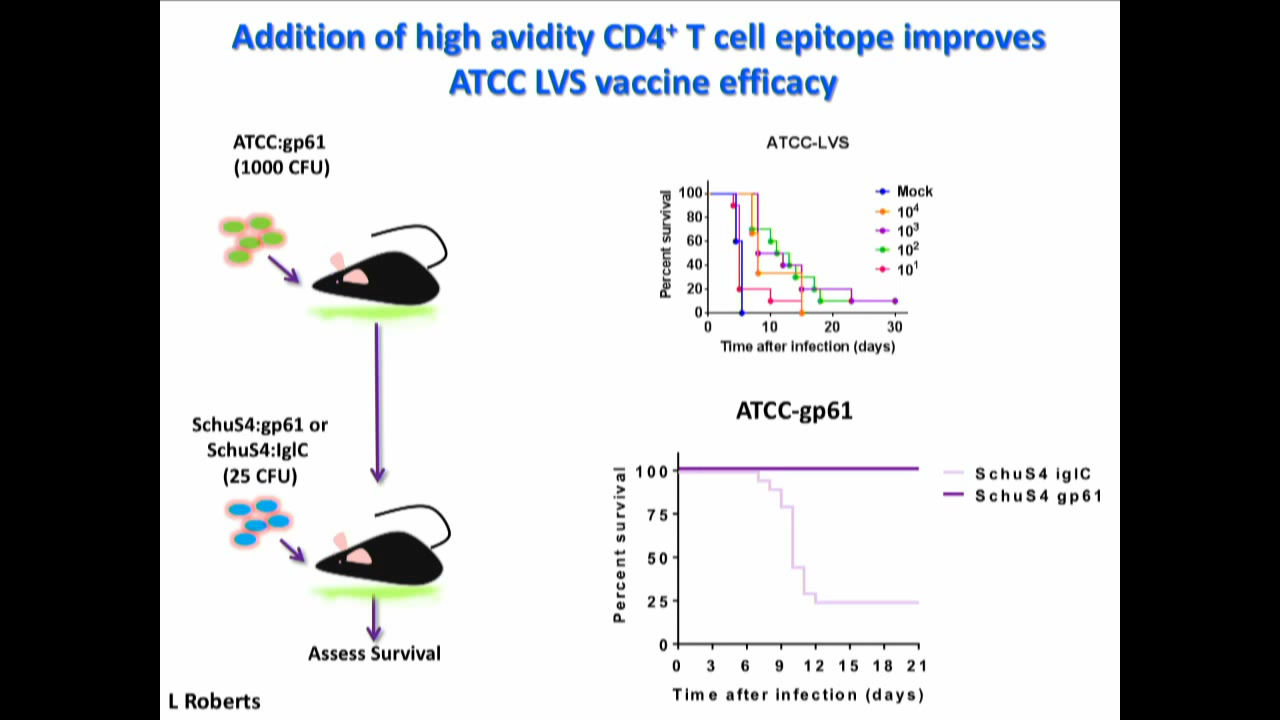 Addition of high avidity CD4⁺ T cell epitope improves
ATCC LVS vaccine efficacy
ATCC:gp61
(1000 CFU)
SchuS4:gp61 or
SchuS4:IglC
(25 CFU)
Assess Survival
L Roberts
ATCC-LVS
Percent survival
100
80
60
40
20
0
0 10 20 30
Time after infection (days)
Mock
10⁴
10³
10²
10¹
ATCC-gp61
Percent survival
100
75
50
25
0
0 3 6 9 12 15 18 21
Time after infection (days)
SchuS4 iglC
SchuS4 gp61